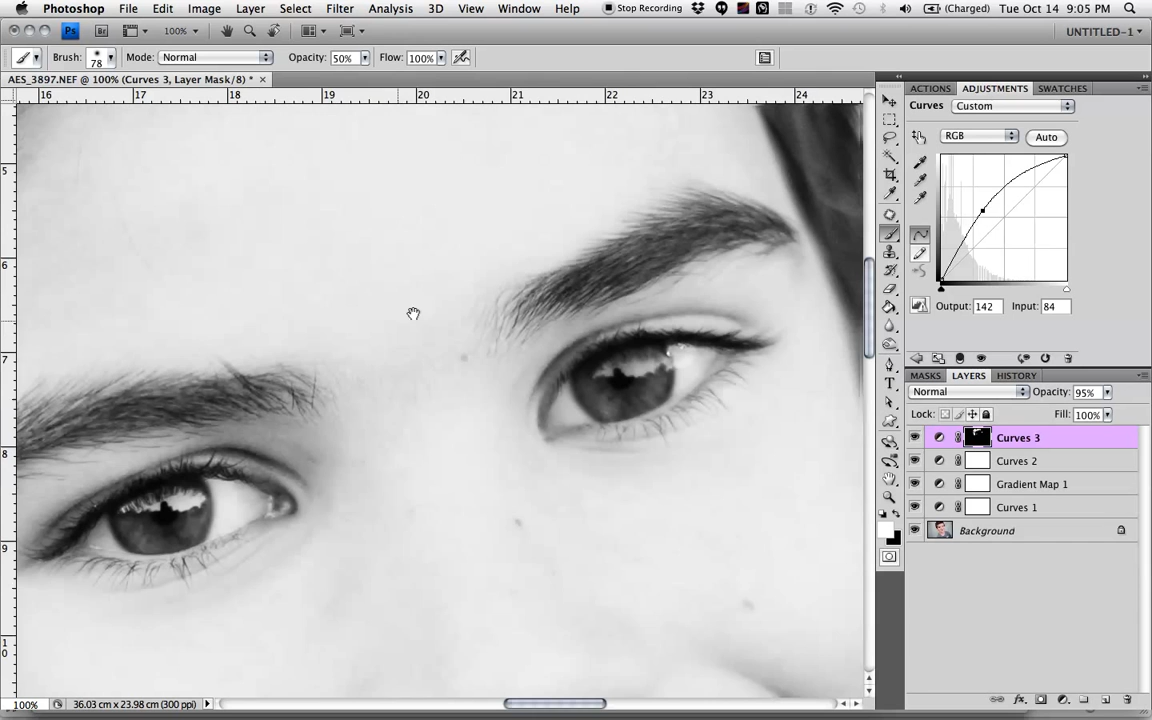 Photoshop File Edit Image Layer Select Filter Analysis 3D View Window Help Stop Recording (Charged) Tue Oct 14 9:05 PM
Ps Br 100% UNTITLED-1
Brush: 78 Mode: Normal Opacity: 50% Flow: 100%
AES_3897.NEF @ 100% (Curves 3, Layer Mask/8) *
16 17 18 19 20 21 22 23 24
5
6
7
8
9
10
ACTIONS ADJUSTMENTS SWATCHES
Curves Custom
RGB Auto
Output: 142 Input: 84
MASKS LAYERS HISTORY
Normal Opacity: 95%
Lock: Fill: 100%
Curves 3
Curves 2
Gradient Map 1
Curves 1
Background
T
fx
100% 36.03 cm x 23.98 cm (300 ppi)